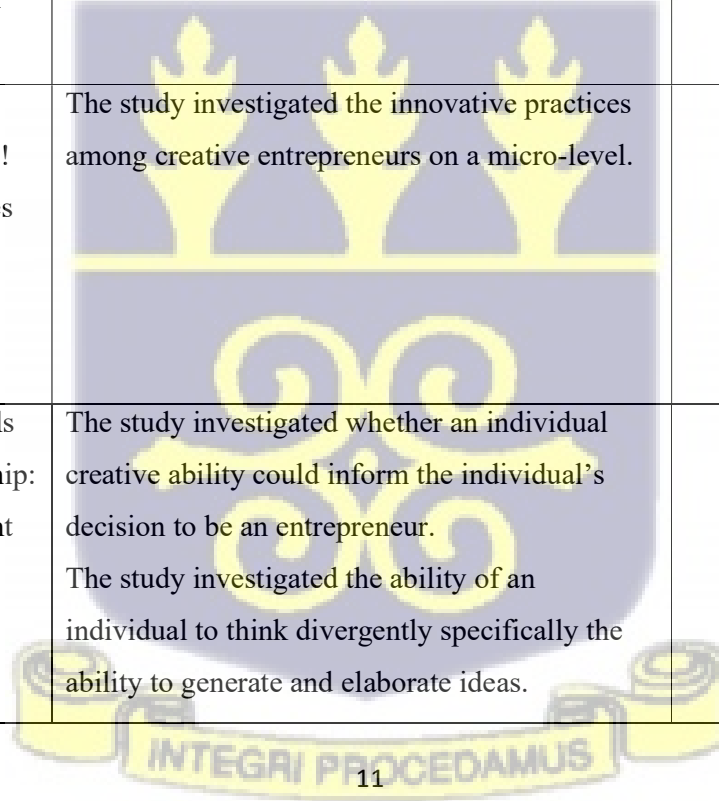 The study investigated the innovative practices
! among creative entrepreneurs on a micro-level.
The study investigated whether an individual
creative ability could inform the individual's
decision to be an entrepreneur.
The study investigated the ability of an
individual to think divergently specifically the
ability to generate and elaborate ideas.
INTEGRI PROCEDAMUS
11